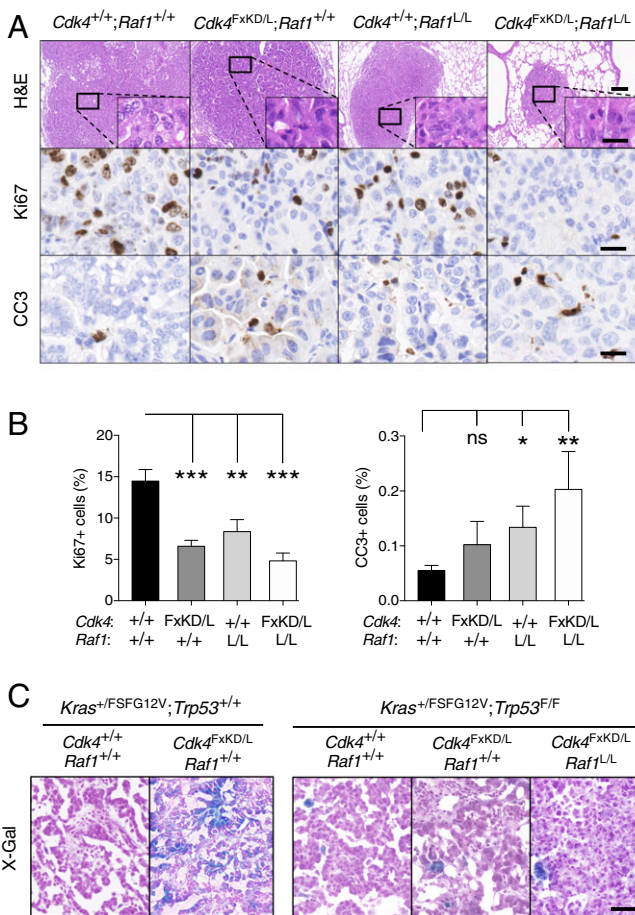 A
Cdk4+/+;Raf1+/+ Cdk4FxKD/L;Raf1+/+ Cdk4+/+;Raf1L/L Cdk4FxKD/L;Raf1L/L
H&E
Ki67
CC3
B
Ki67+ cells (%)
20
15
10
5
0
*** ** ***
Cdk4: +/+ FxKD/L +/+ FxKD/L
Raf1: +/+ +/+ L/L L/L
CC3+ cells (%)
0.3
0.2
0.1
0.0
ns * **
Cdk4: +/+ FxKD/L +/+ FxKD/L
Raf1: +/+ +/+ L/L L/L
C
Kras+/FSFG12V;Trp53+/+ Kras+/FSFG12V;Trp53F/F
Cdk4+/+ Cdk4FxKD/L Cdk4+/+ Cdk4FxKD/L Cdk4FxKD/L
Raf1+/+ Raf1+/+ Raf1+/+ Raf1+/+ Raf1L/L
X-Gal